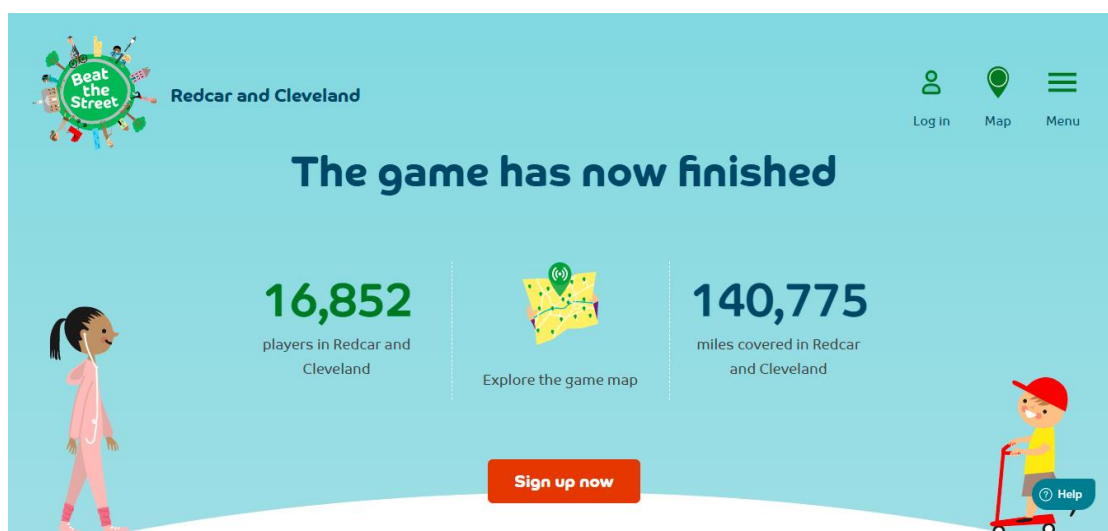 Beat
the
Street
Redcar and Cleveland
Log in
Map
Menu
The game has now finished
16,852
players in Redcar and
Cleveland
Explore the game map
140,775
miles covered in Redcar
and Cleveland
Sign up now
Help